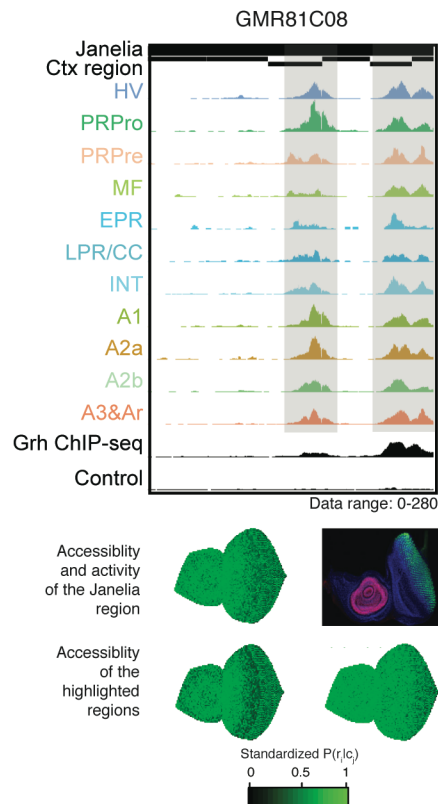 GMR81C08
Janelia
Ctx region
HV
PRPro
PRPre
MF
EPR
LPR/CC
INT
A1
A2a
A2b
A3&Ar
Grh ChIP-seq
Control
Data range: 0-280
Accessiblity
and activity
of the Janelia
region
Accessiblity
of the
highlighted
regions
Standardized P(ri|cj)
0 0.5 1